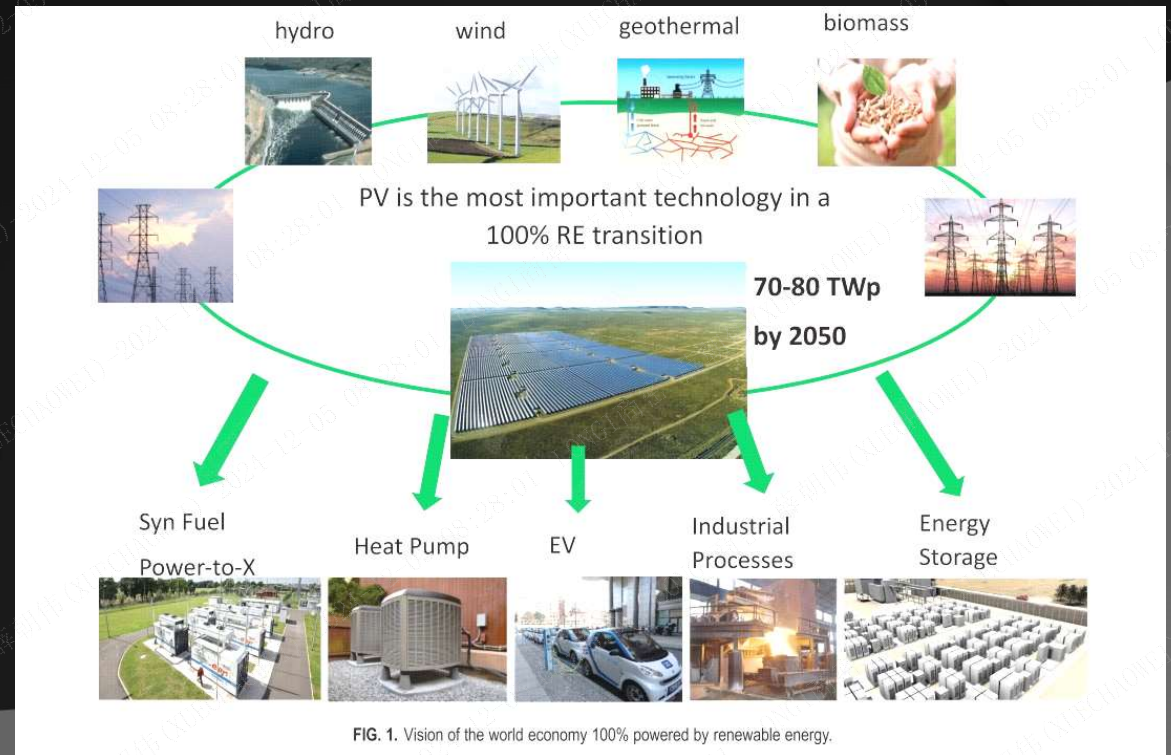 hydro
wind
geothermal
biomass
PV is the most important technology in a
100% RE transition
70-80 TWp
by 2050
Syn Fuel
Power-to-X
Heat Pump
EV
Industrial
Processes
Energy
Storage
FIG. 1. Vision of the world economy 100% powered by renewable energy.